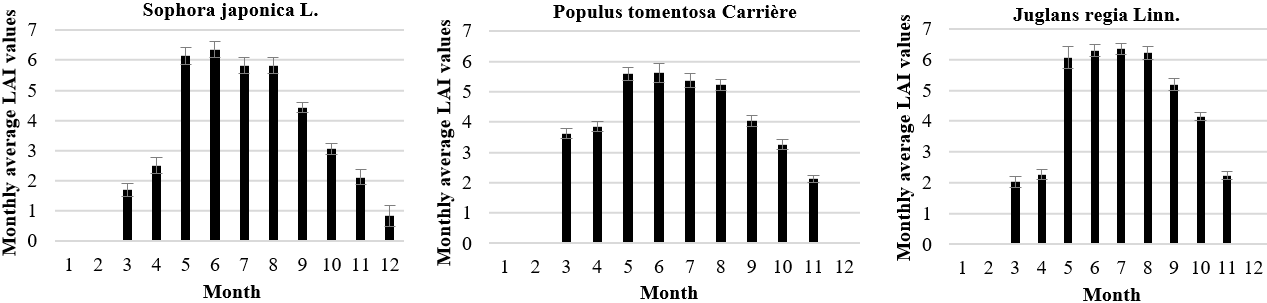 Sophora japonica L.
Monthly average LAI values
7
6
5
4
3
2
1
0
1 2 3 4 5 6 7 8 9 10 11 12
Month
Populus tomentosa Carrière
Monthly average LAI values
7
6
5
4
3
2
1
0
1 2 3 4 5 6 7 8 9 10 11 12
Month
Juglans regia Linn.
Monthly average LAI values
7
6
5
4
3
2
1
0
1 2 3 4 5 6 7 8 9 10 11 12
Month